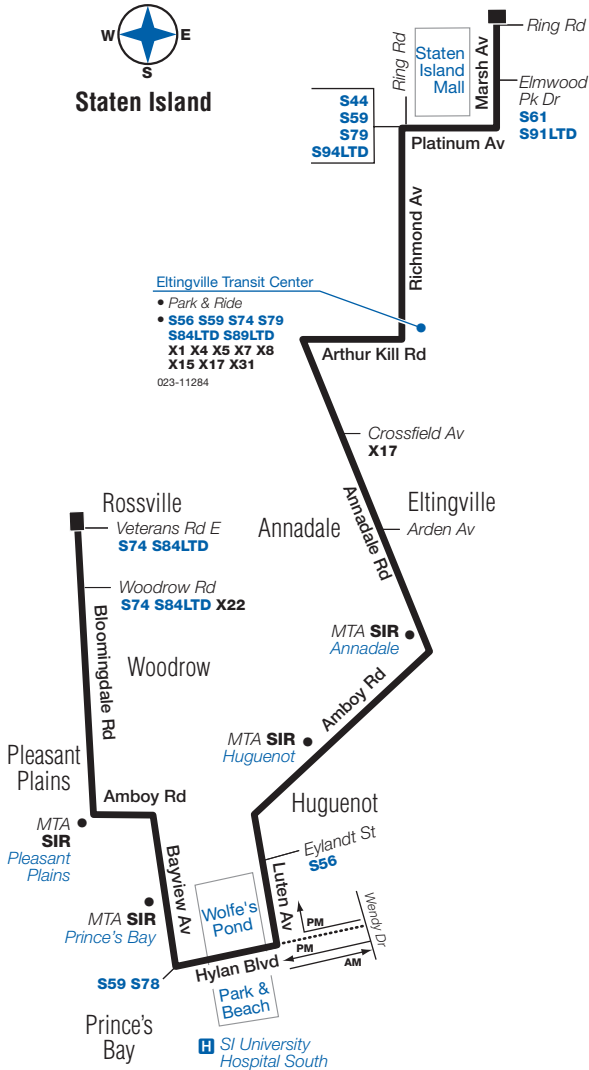 W E
S
Staten Island
Ring Rd
Ring Rd
Staten
Island
Mall
Marsh Av
Elmwood
Pk Dr
S61
S91LTD
S44
S59
S79
S94LTD
Platinum Av
Richmond Av
Eltingville Transit Center
• Park & Ride
• S56 S59 S74 S79
S84LTD S89LTD
X1 X4 X5 X7 X8
X15 X17 X31
023-11284
Arthur Kill Rd
Crossfield Av
X17
Annadale Rd
Eltingville
Annadale
Arden Av
Rossville
Veterans Rd E
S74 S84LTD
Woodrow Rd
S74 S84LTD X22
Bloomingdale Rd
Woodrow
MTA SIR
Annadale
Amboy Rd
MTA SIR
Huguenot
Pleasant
Plains
Amboy Rd
Huguenot
MTA
SIR
Pleasant
Plains
Eylandt St
S56
Bayview Av
Luten Av
Wolfe's
Pond
MTA SIR
Prince's Bay
PM
Wendy Dr
PM
AM
Hylan Blvd
S59 S78
Park &
Beach
Prince's
Bay
H SI University
Hospital South